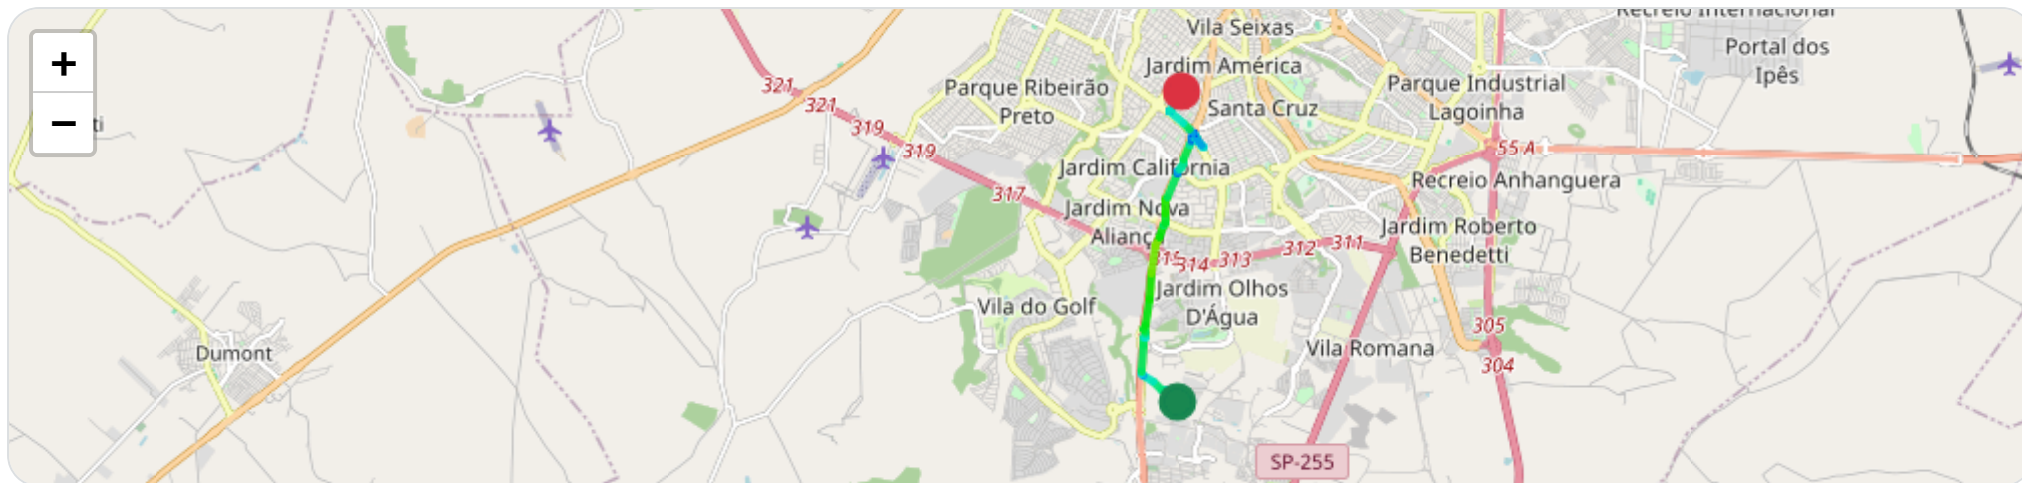 Recreio Internacional
Vila Seixas
Portal dos
Ipês
+
Jardim América
321
Parque Ribeirão
Preto
Parque Industrial
Lagoinha
321
Santa Cruz
−
ti
319
319
55 A
Jardim Califórnia
317
Recreio Anhanguera
Jardim Nova
Aliança
Jardim Roberto
Benedetti
312
311
313
314
Jardim Olhos
D'Água
Vila do Golf
305
Dumont
Vila Romana
304
SP-255